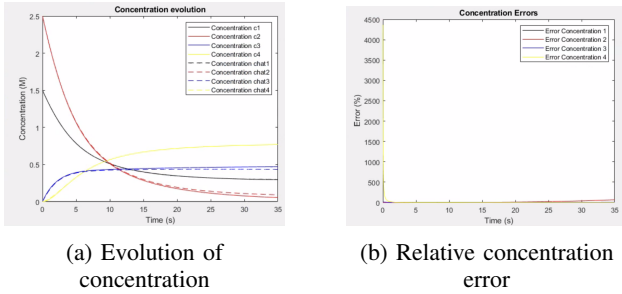 Concentration evolution
2.5
2
1.5
1
0.5
0
Concentration (M)
0 5 10 15 20 25 30 35
Time (s)
Concentration c1
Concentration c2
Concentration c3
Concentration c4
Concentration chat1
Concentration chat2
Concentration chat3
Concentration chat4
Concentration Errors
4500
4000
3500
3000
2500
2000
1500
1000
500
0
Error (%)
0 5 10 15 20 25 30 35
Time (s)
Error Concentration 1
Error Concentration 2
Error Concentration 3
Error Concentration 4
(a) Evolution of
concentration
(b) Relative concentration
error